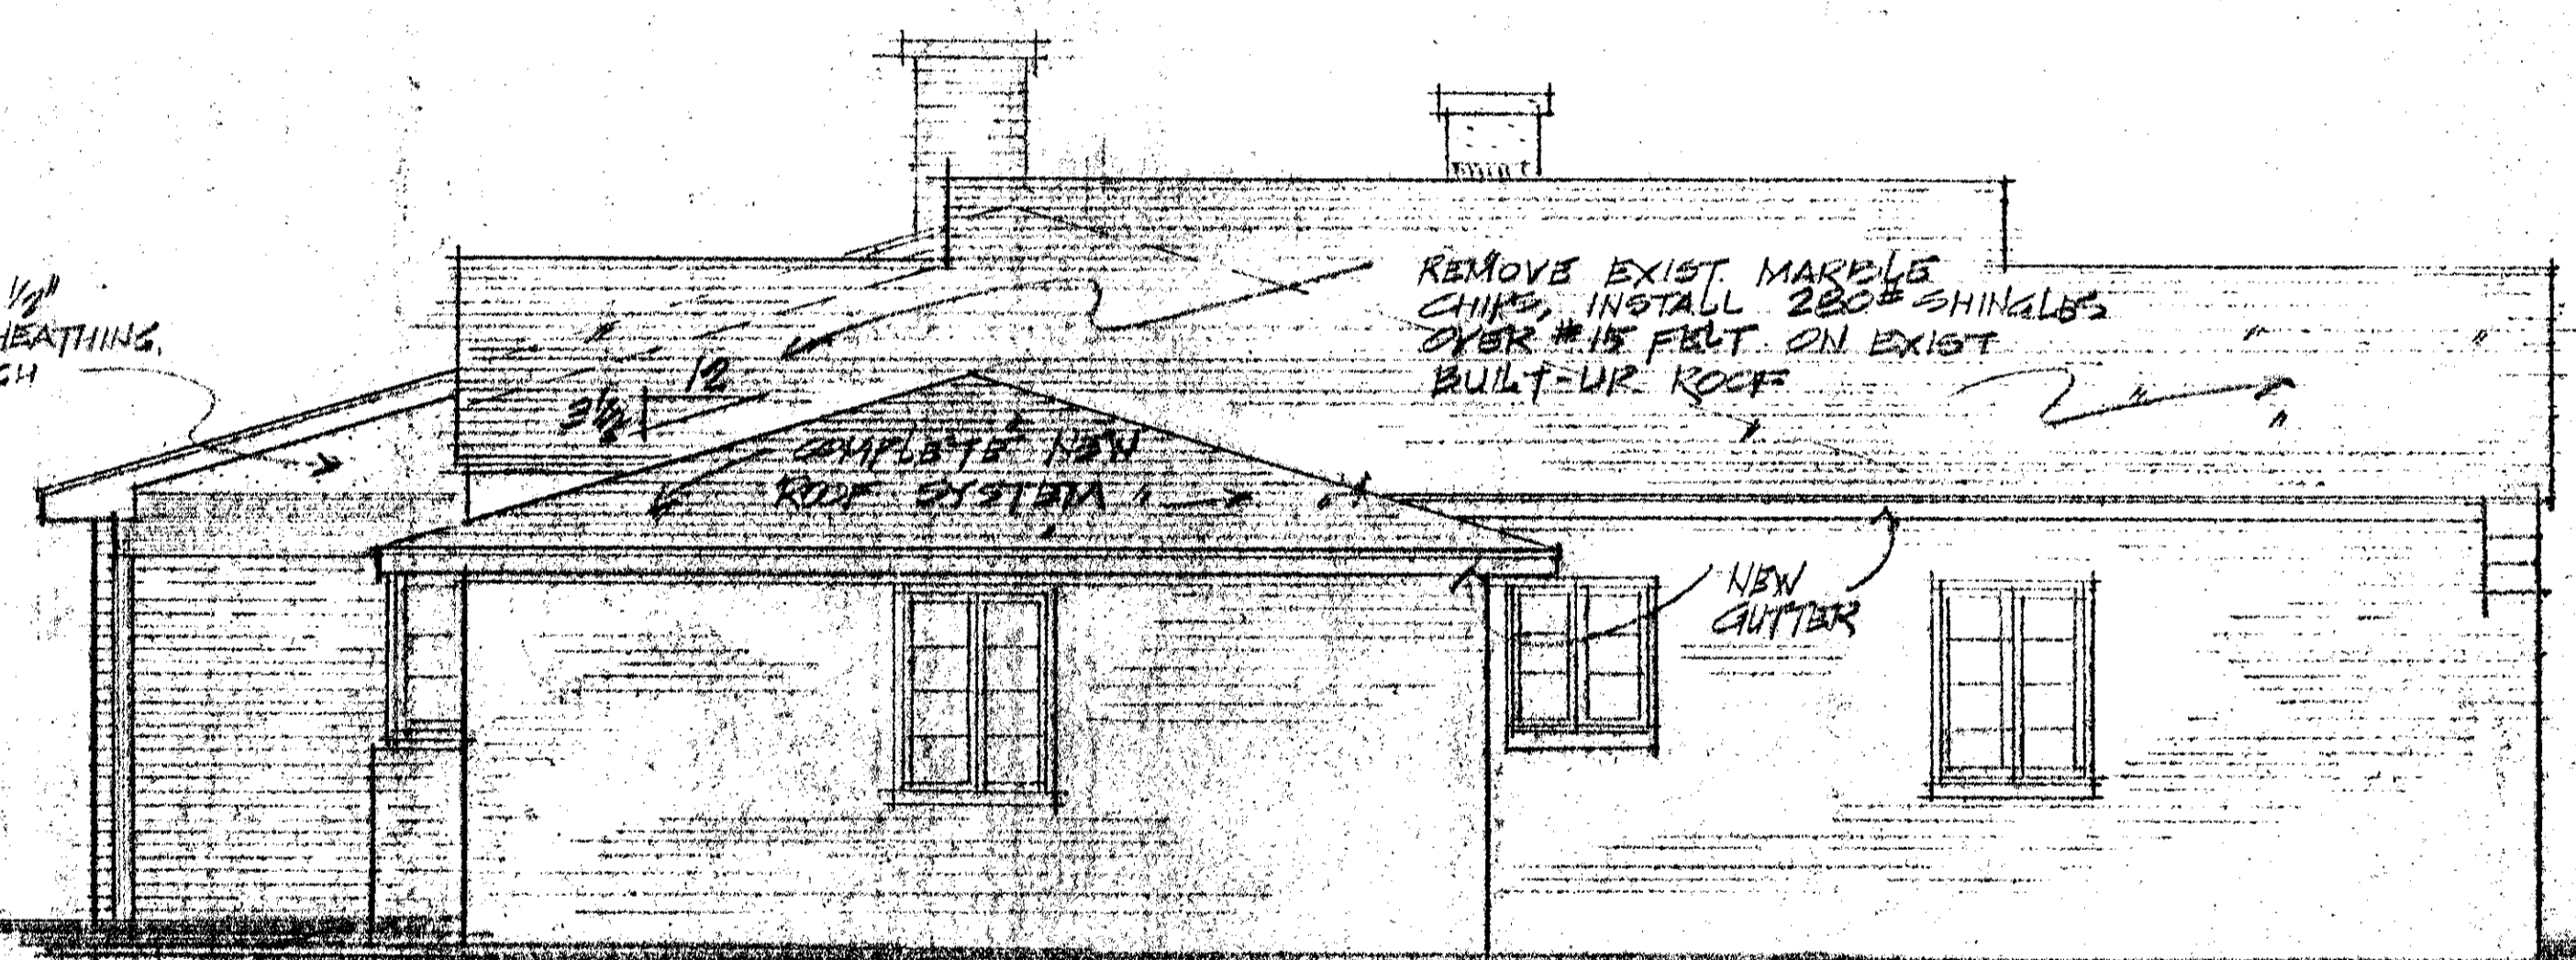 1/2"
HEATHING,
CH
REMOVE EXIST. MARBLE
CHIPS, INSTALL 280# SHINGLES
OVER #15 FELT ON EXIST
BUILT-UP ROOF
12
3 1/2
COMPLETE NEW
ROOF SYSTEM "
NEW
GUTTER